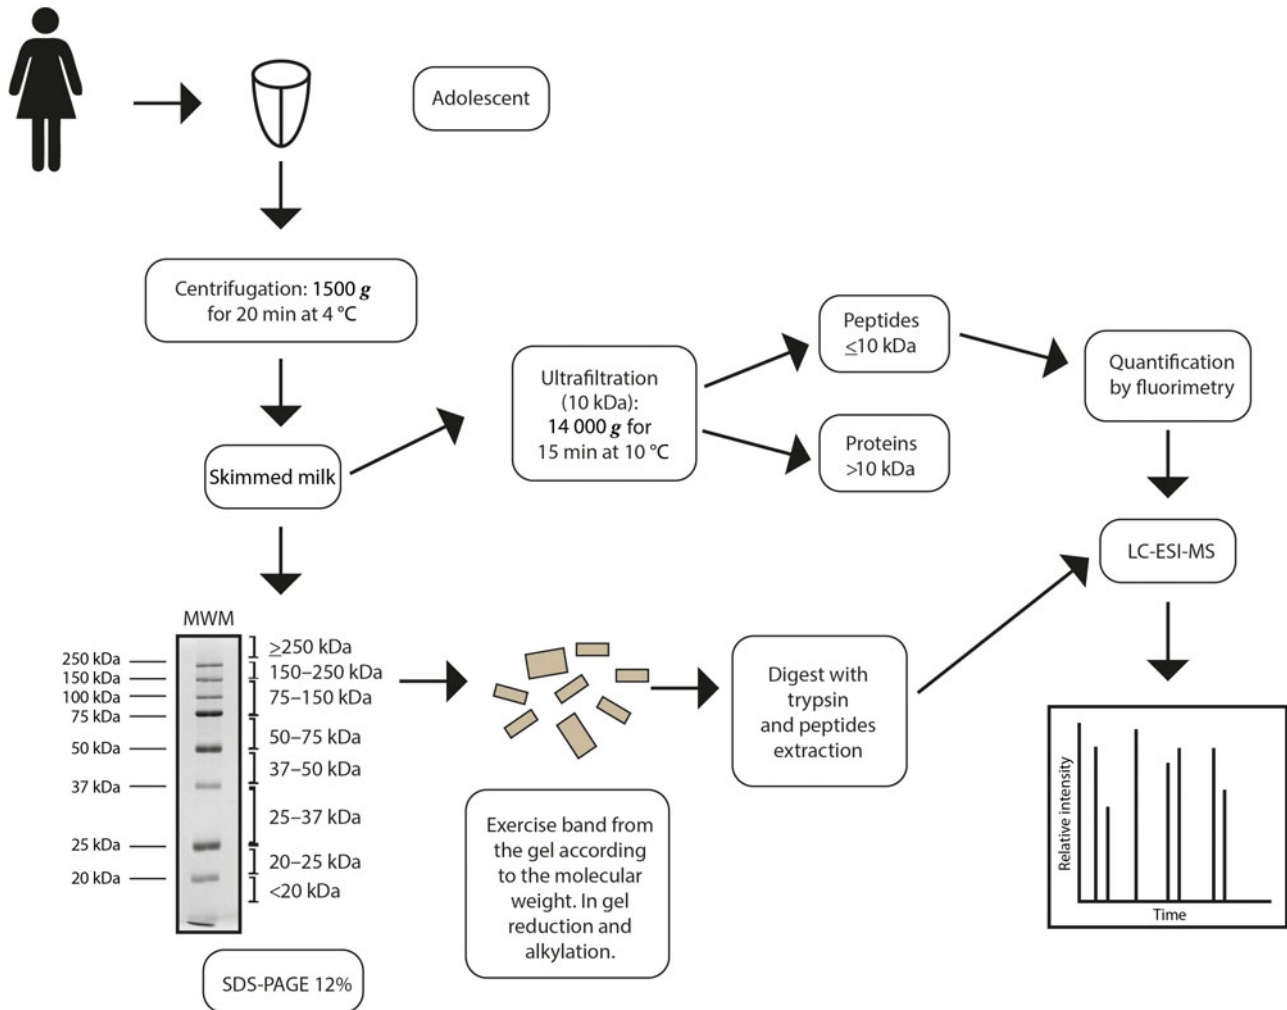 Adolescent
Centrifugation: 1500 g
for 20 min at 4 °C
Skimmed milk
Ultrafiltration
(10 kDa):
14 000 g for
15 min at 10 °C
Peptides
≤10 kDa
Proteins
>10 kDa
Quantification
by fluorimetry
LC-ESI-MS
MWM
250 kDa
150 kDa
100 kDa
75 kDa
50 kDa
37 kDa
25 kDa
20 kDa
≥250 kDa
150–250 kDa
75–150 kDa
50–75 kDa
37–50 kDa
25–37 kDa
20–25 kDa
<20 kDa
SDS-PAGE 12%
Exercise band from
the gel according
to the molecular
weight. In gel
reduction and
alkylation.
Digest with
trypsin
and peptides
extraction
Relative intensity
Time